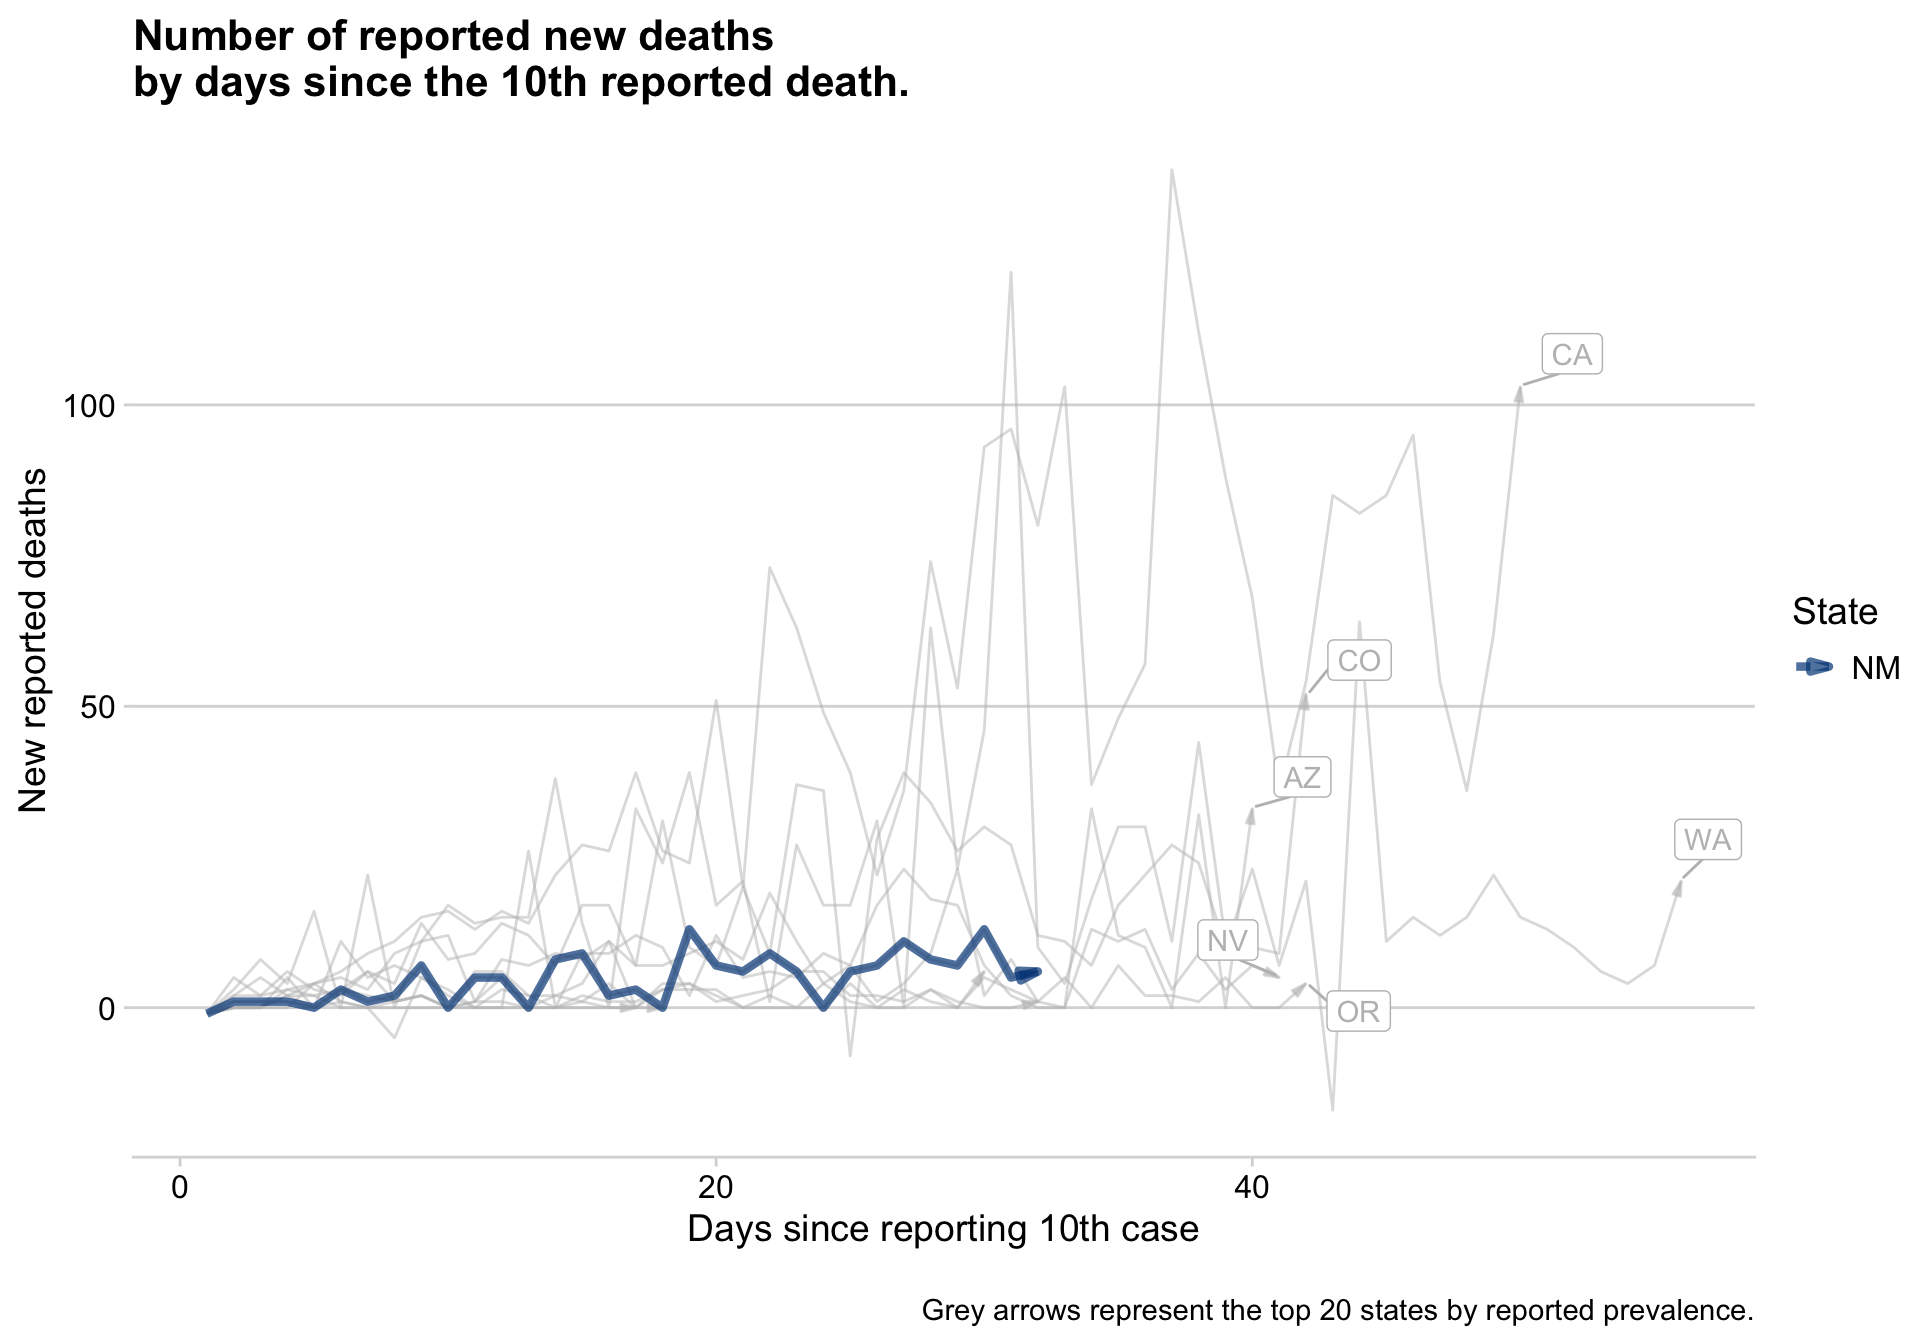 Number of reported new deaths
by days since the 10th reported death.
New reported deaths
100
50
0
CA
CO
AZ
WA
NV
OR
State
NM
0
20
40
Days since reporting 10th case
Grey arrows represent the top 20 states by reported prevalence.